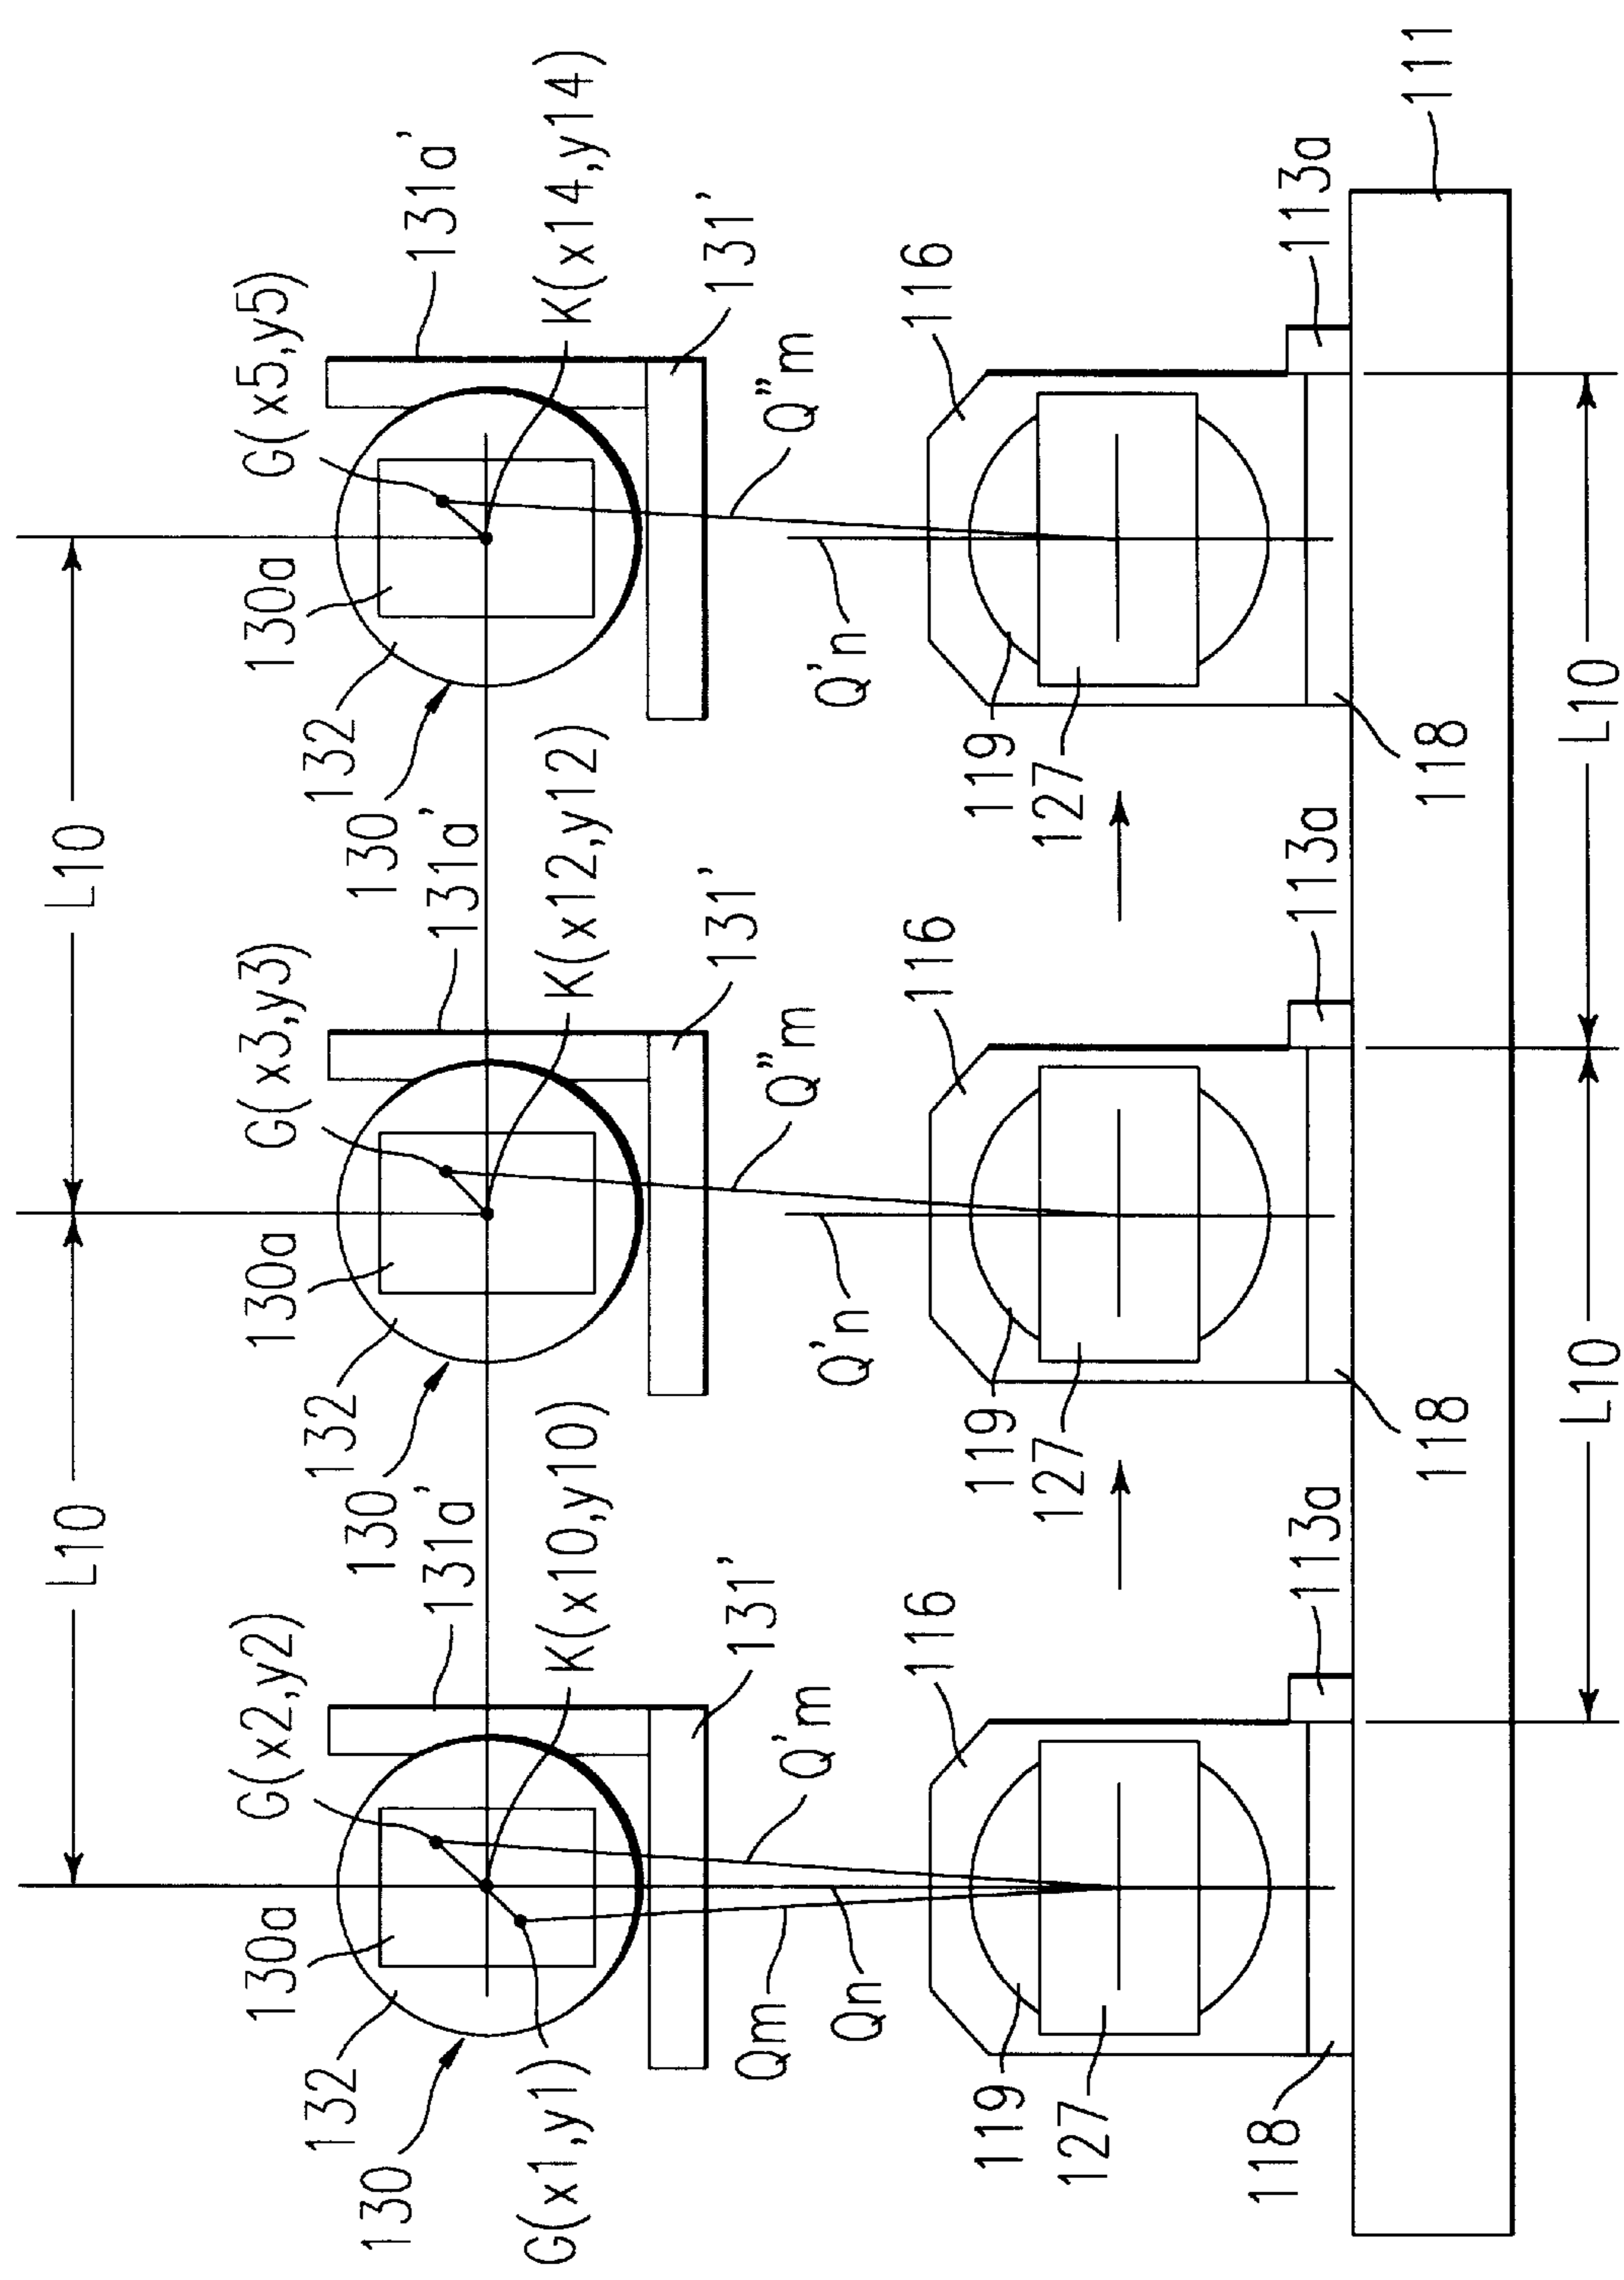 L10
L10
G(x2,y2)
G(x3,y3)
G(x5,y5)
130a
131a'
130a
131a'
130a
131a'
132
132
132
130
130
130
G(x1,y1)
K(x10,y10)
K(x12,y12)
K(x14,y14)
131'
131'
131'
Qm
Q'm
Q"m
Q"m
Qn
Q'n
Q'n
116
116
116
119
119
119
127
127
127
118
113a
118
113a
118
113a
111
L10
L10